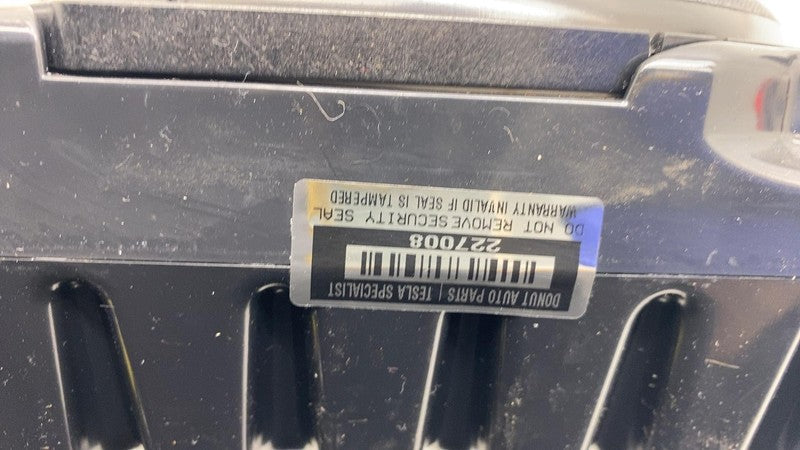 DONUT AUTO PARTS | TESLA SPECIALIST
227008
DO NOT REMOVE SECURITY SEAL
WARRANTY INVALID IF SEAL IS TAMPERED